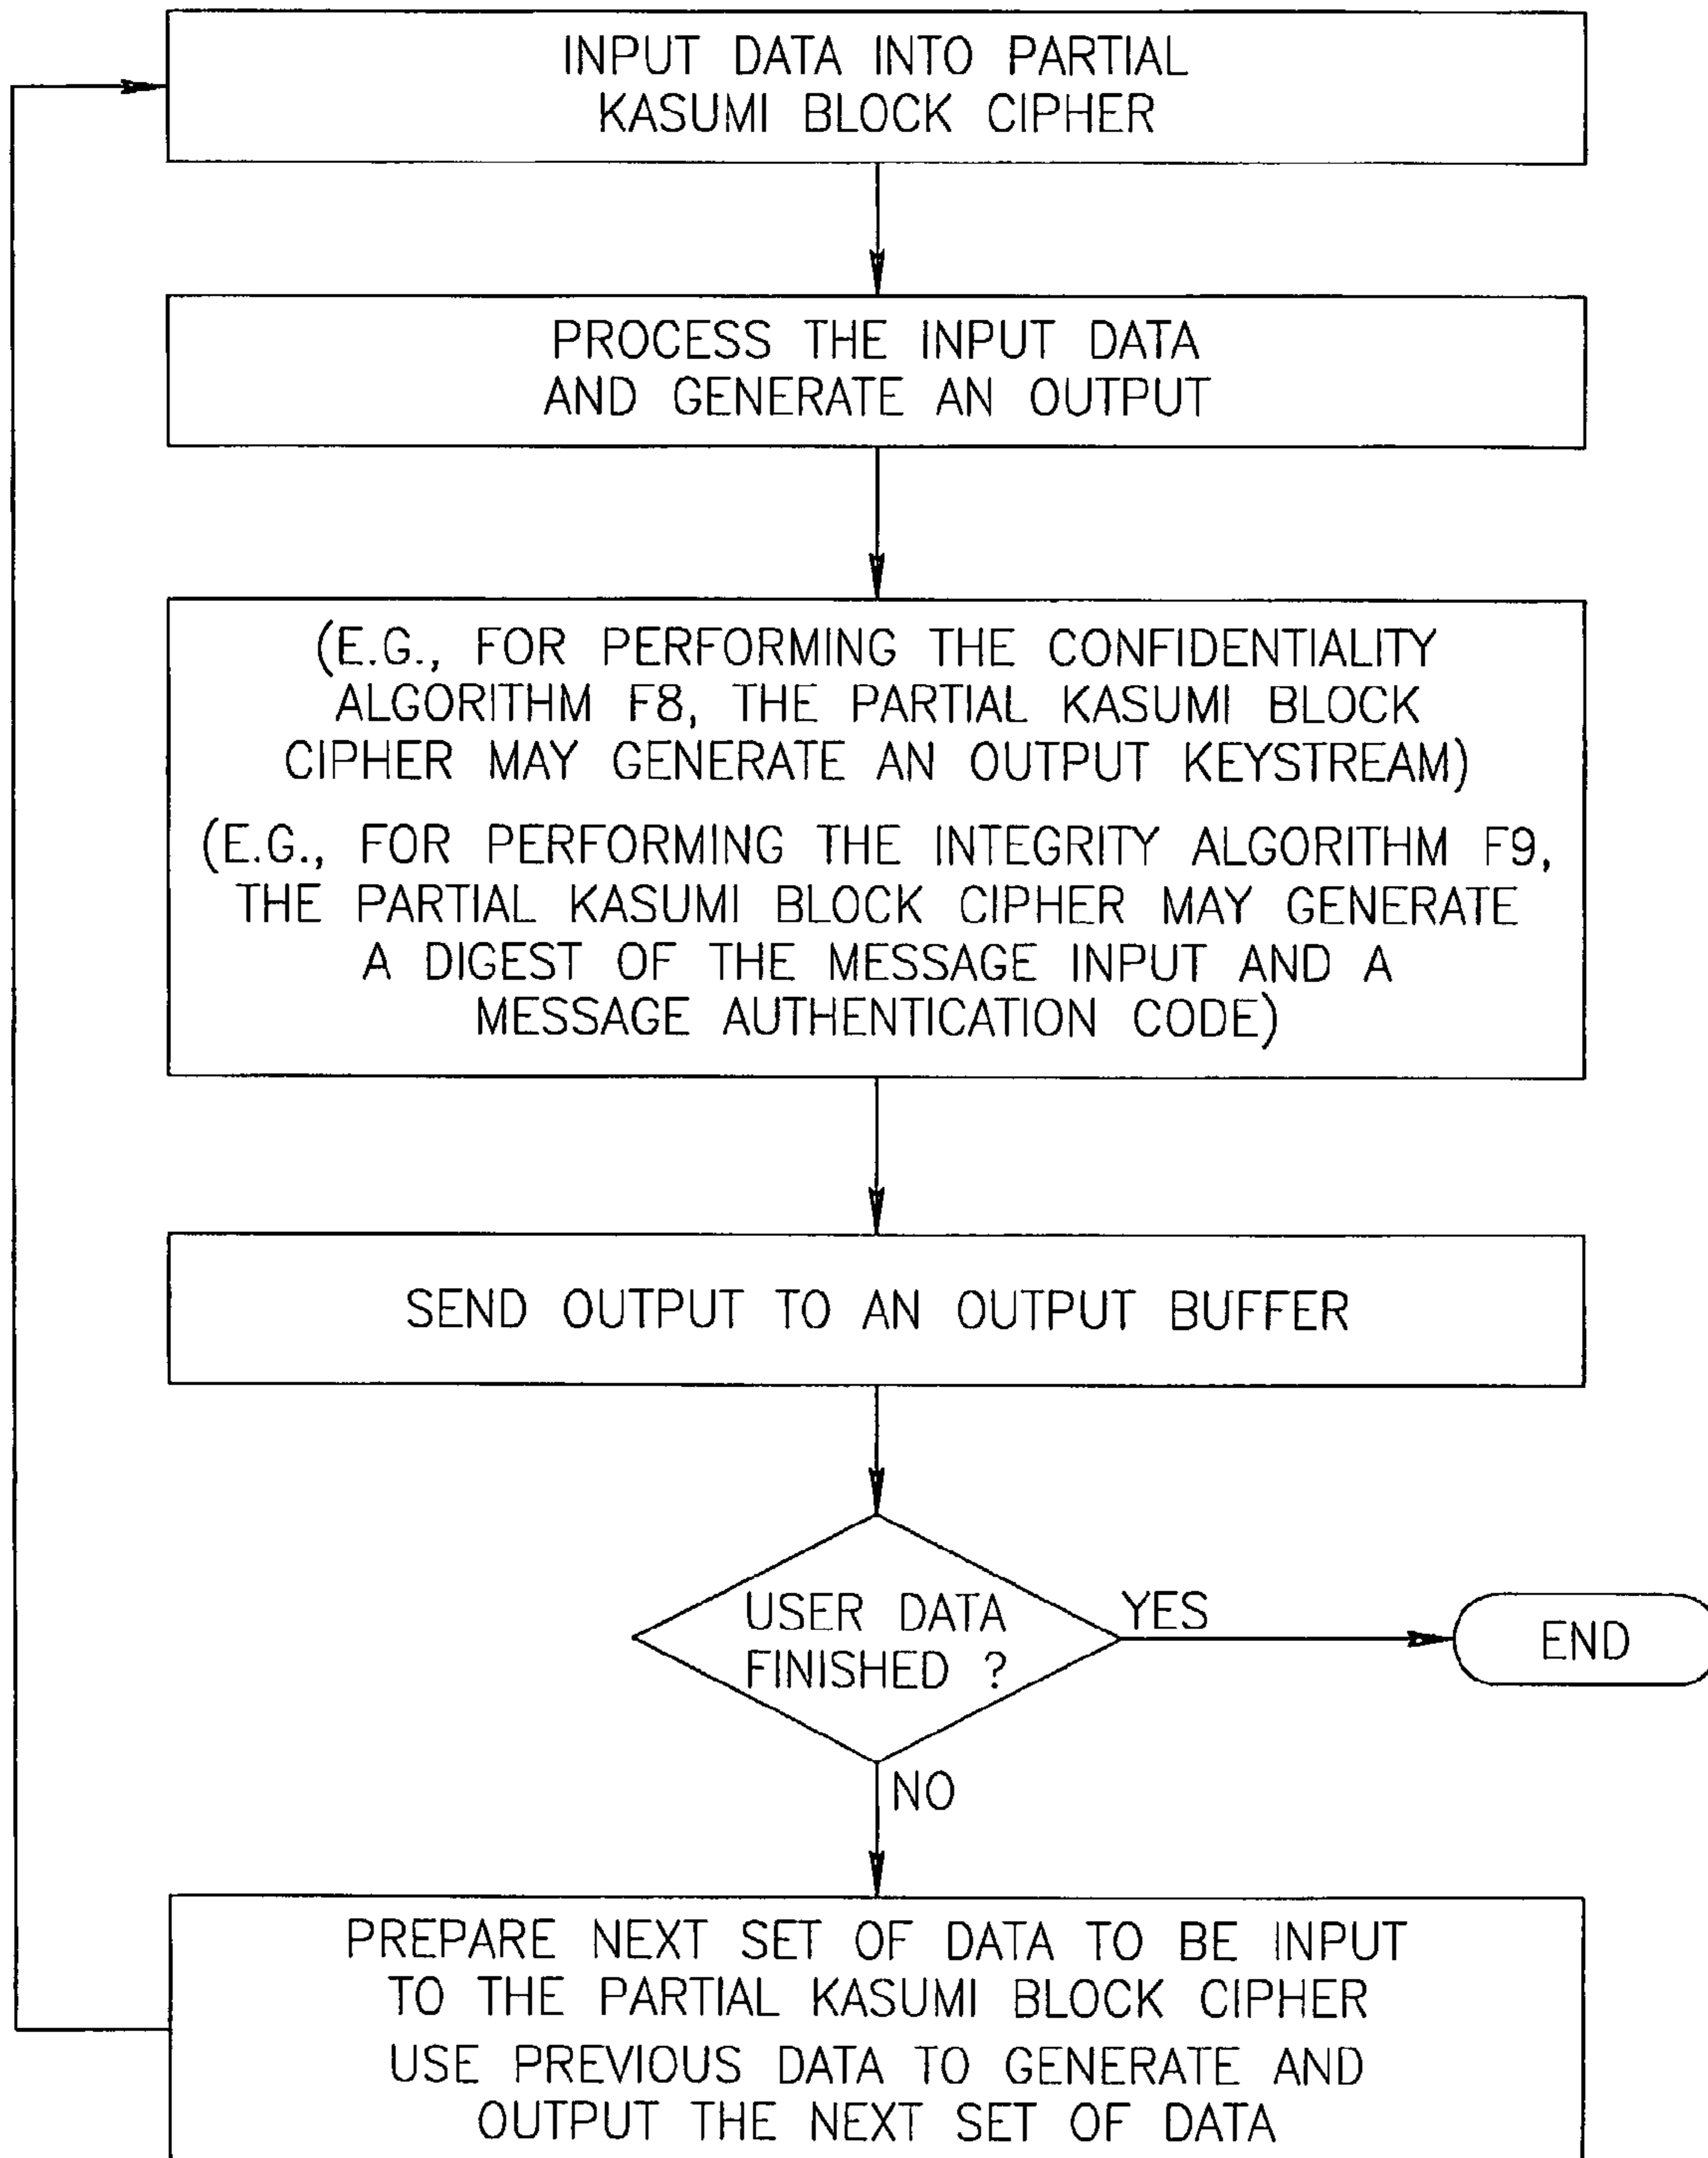 INPUT DATA INTO PARTIAL
KASUMI BLOCK CIPHER
PROCESS THE INPUT DATA
AND GENERATE AN OUTPUT
(E.G., FOR PERFORMING THE CONFIDENTIALITY
ALGORITHM F8, THE PARTIAL KASUMI BLOCK
CIPHER MAY GENERATE AN OUTPUT KEYSTREAM)
(E.G., FOR PERFORMING THE INTEGRITY ALGORITHM F9,
THE PARTIAL KASUMI BLOCK CIPHER MAY GENERATE
A DIGEST OF THE MESSAGE INPUT AND A
MESSAGE AUTHENTICATION CODE)
SEND OUTPUT TO AN OUTPUT BUFFER
USER DATA
FINISHED ?
YES
END
NO
PREPARE NEXT SET OF DATA TO BE INPUT
TO THE PARTIAL KASUMI BLOCK CIPHER
USE PREVIOUS DATA TO GENERATE AND
OUTPUT THE NEXT SET OF DATA